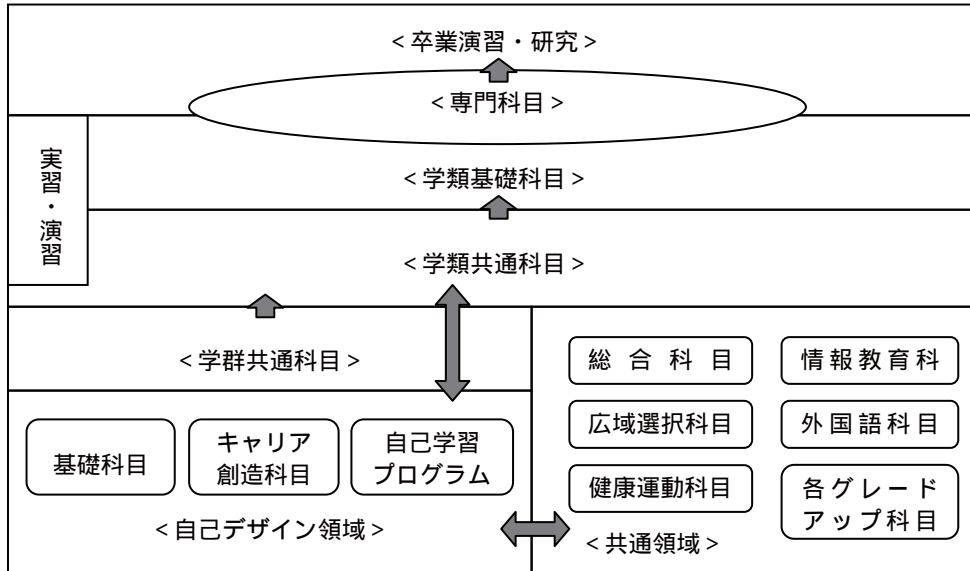 <卒業演習・研究>
<専門科目>
実習・演習
<学類基礎科目>
<学類共通科目>
<学群共通科目>
基礎科目
キャリア
創造科目
自己学習
プログラム
<自己デザイン領域>
総合科目
情報教育科
広域選択科目
外国語科目
健康運動科目
各グレード
アップ科目
<共通領域>